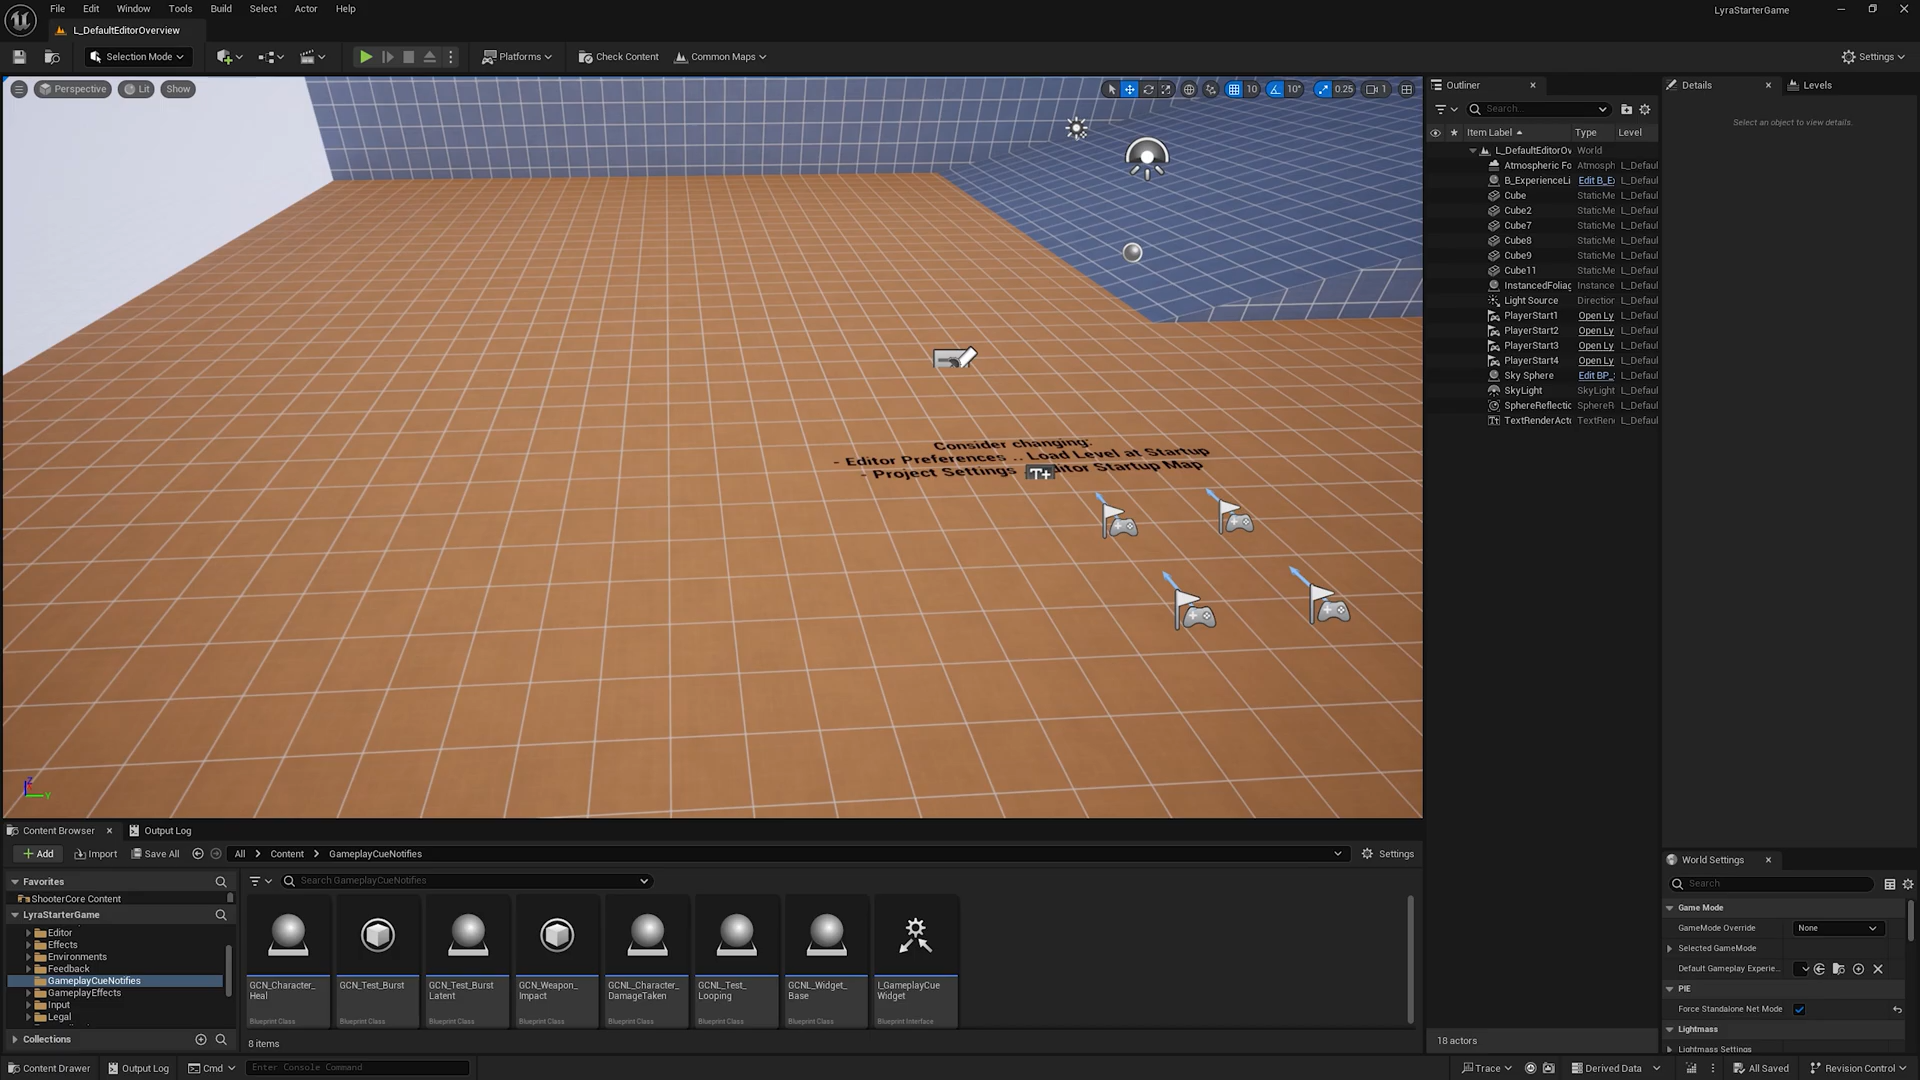 File Edit Window Tools Build Select Actor Help
LyraStarterGame
L_DefaultEditorOverview
Selection Mode
Platforms
Check Content
Common Maps
Settings
Perspective
Lit
Show
10
10°
0.25
1
Consider changing:
- Editor Preferences .. Load Level at Startup
- Project Settings
itor Startup Map
T+
Z
Y
Outliner
Search...
Item Label Type Level
L_DefaultEditorOv World
Atmospheric Fo Atmosph L_Defaul
B_ExperienceLi Edit B_Ex L_Defaul
Cube StaticMe L_Defaul
Cube2 StaticMe L_Defaul
Cube7 StaticMe L_Defaul
Cube8 StaticMe L_Defaul
Cube9 StaticMe L_Defaul
Cube11 StaticMe L_Defaul
InstancedFoliag Instance L_Defaul
Light Source Direction L_Defaul
PlayerStart1 Open Ly L_Defaul
PlayerStart2 Open Ly L_Defaul
PlayerStart3 Open Ly L_Defaul
PlayerStart4 Open Ly L_Defaul
Sky Sphere Edit BP_ L_Defaul
SkyLight SkyLight L_Defaul
SphereReflectic SphereR L_Defaul
TextRenderActo TextRen L_Defaul
18 actors
Details
Levels
Select an object to view details.
World Settings
Search
Game Mode
GameMode Override None
Selected GameMode
Default Gameplay Experie...
PIE
Force Standalone Net Mode
Lightmass
Lightmass Settings
Content Browser
Output Log
Add
Import
Save All
All > Content > GameplayCueNotifies
Settings
Favorites
ShooterCore Content
LyraStarterGame
Editor
Effects
Environments
Feedback
GameplayCueNotifies
GameplayEffects
Input
Legal
Collections
Search GameplayCueNotifies
GCN_Character_
Heal
Blueprint Class
GCN_Test_Burst
Blueprint Class
GCN_Test_Burst
Latent
Blueprint Class
GCN_Weapon_
Impact
Blueprint Class
GCNL_Character_
DamageTaken
Blueprint Class
GCNL_Test_
Looping
Blueprint Class
GCNL_Widget_
Base
Blueprint Class
I_GameplayCue
Widget
Blueprint Interface
8 items
Content Drawer
Output Log
Cmd
Enter Console Command
Trace
Derived Data
All Saved
Revision Control